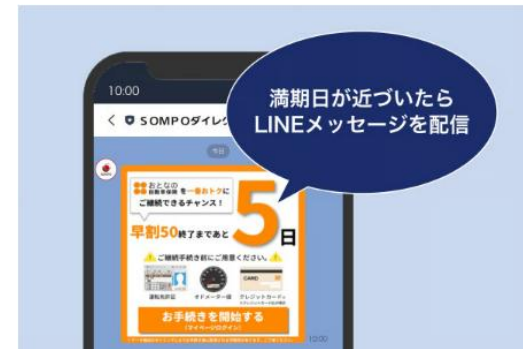 満期日が近づいたら
LINEメッセージを配信
10:00
SOMPOダイレク
今日
おとなの
自動車保険 を一番おトクに
ご継続できるチャンス！
早割50終了まであと
5
日
ご継続手続き前にご用意ください。
運転免許証
オドメーター値
CARD
クレジットカード※
お手続きを開始する
(マイページログイン)
10:00